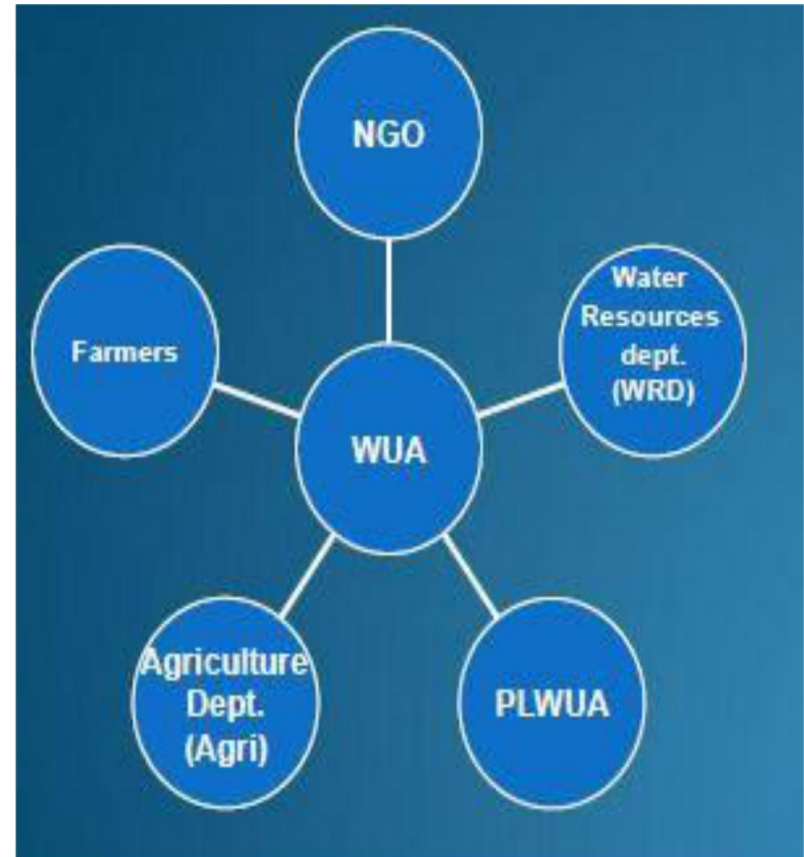 NGO
Water
Resources
dept.
(WRD)
Farmers
WUA
Agriculture
Dept.
(Agri)
PLWUA